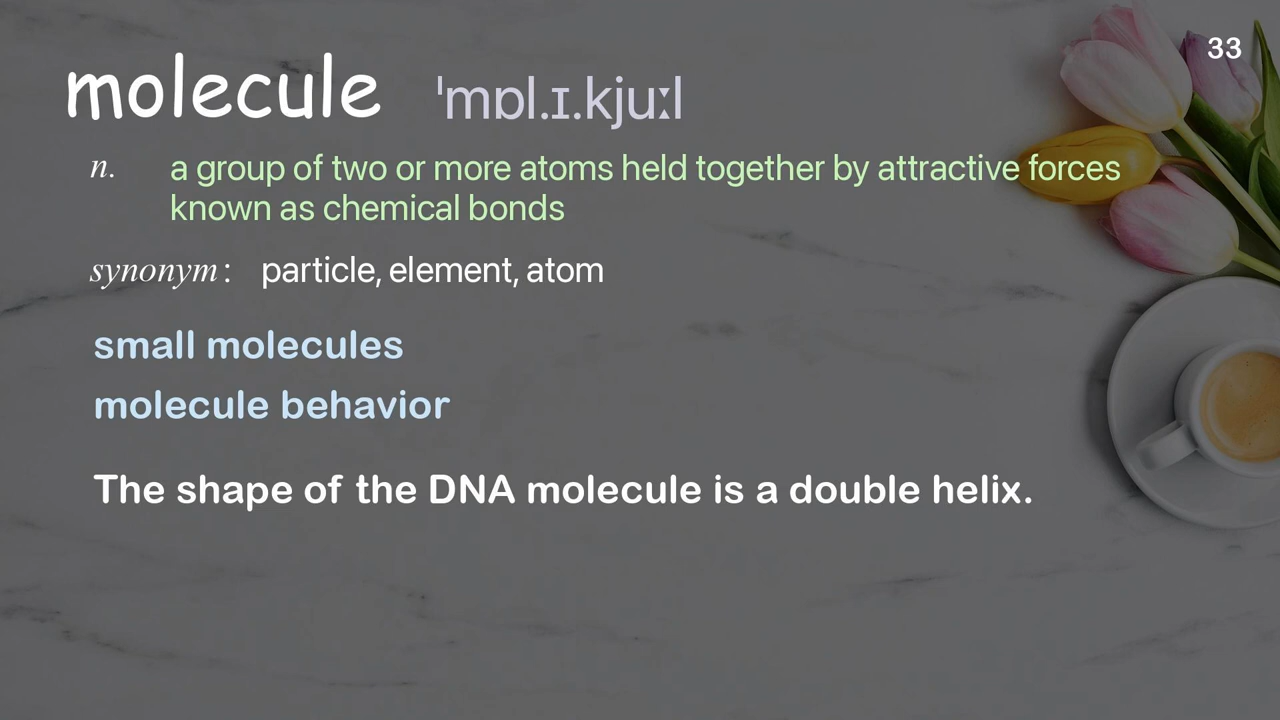 33
molecule ˈmɒl.ɪ.kjuːl
n. a group of two or more atoms held together by attractive forces
known as chemical bonds
synonym: particle, element, atom
small molecules
molecule behavior
The shape of the DNA molecule is a double helix.